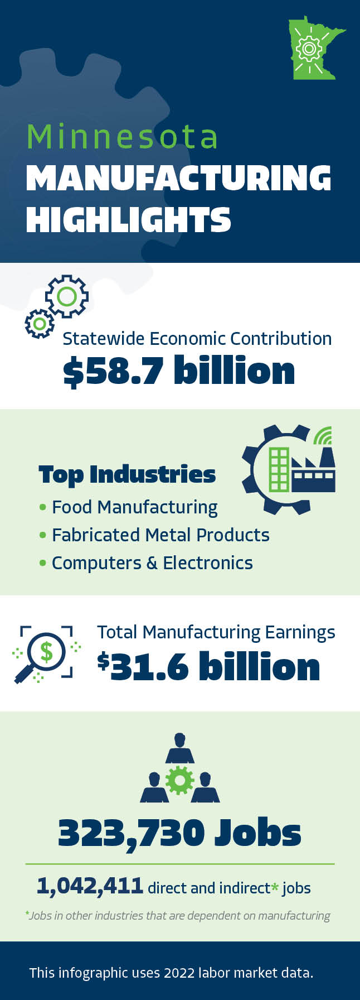 Minnesota
MANUFACTURING
HIGHLIGHTS
Statewide Economic Contribution
$58.7 billion
Top Industries
• Food Manufacturing
• Fabricated Metal Products
• Computers & Electronics
$
Total Manufacturing Earnings
$31.6 billion
323,730 Jobs
1,042,411 direct and indirect* jobs
*Jobs in other industries that are dependent on manufacturing
This infographic uses 2022 labor market data.